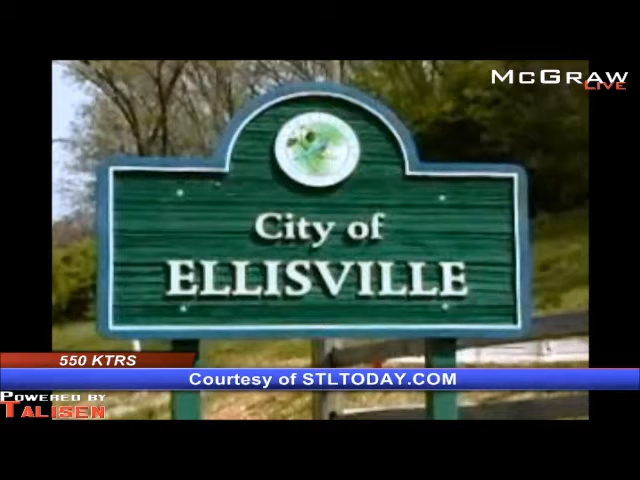 McGRAW
LIVE
City of
ELLISVILLE
550 KTRS
Courtesy of STLTODAY.COM
POWERED BY
TALISEN